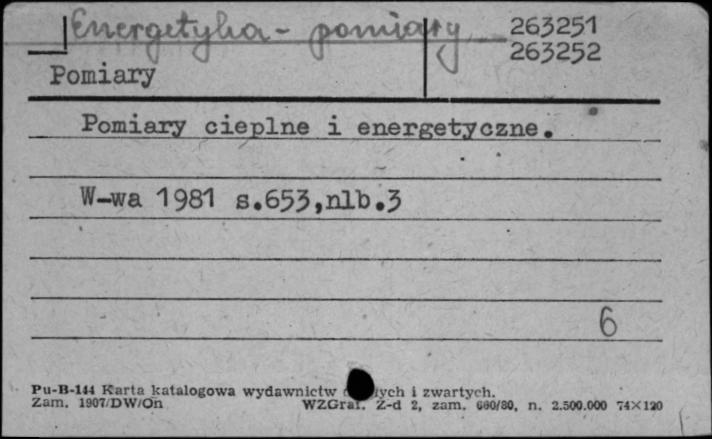 Energetyka - pomiary 263251
263252
Pomiary
Pomiary cieplne i energetyczne.
W-wa 1981 s.653,nlb.3
6
Pu-B-144 Karta katalogowa wydawnictw i zwartych.
Zam. 1907/DW/Oń WZGraf. Z-d 2, zam. 660/80, n. 2.500.000 74×120